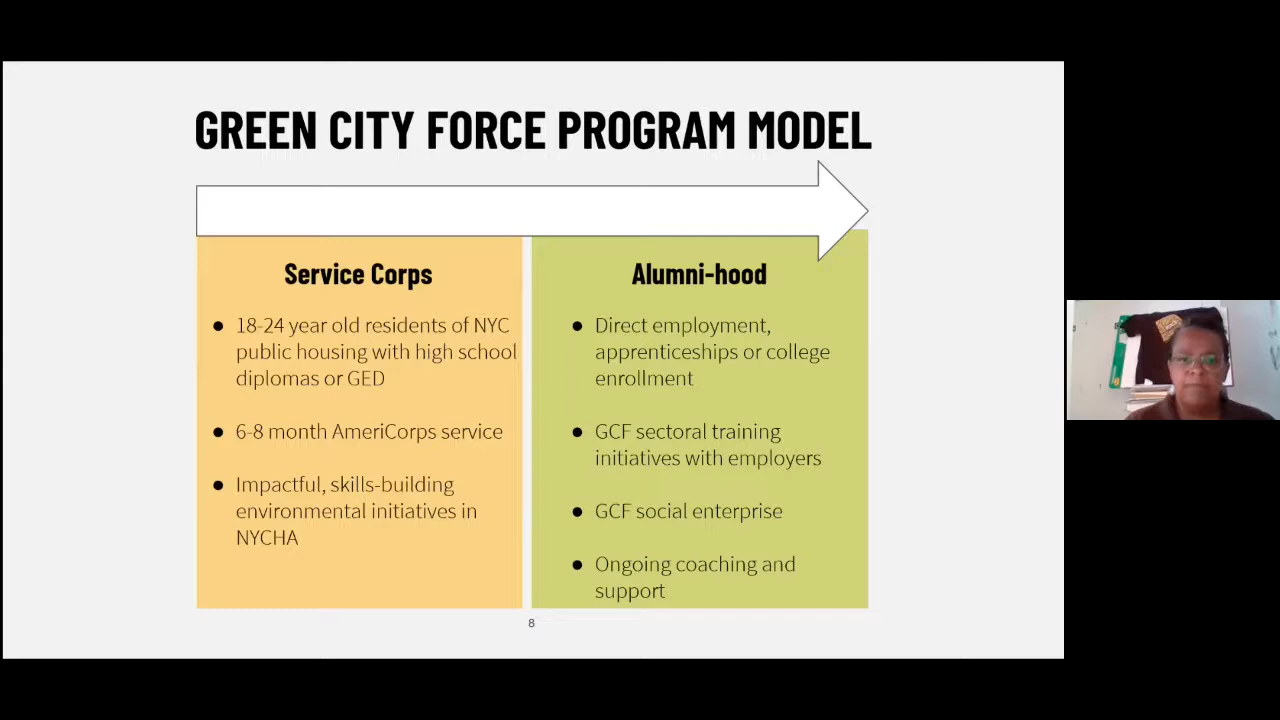 GREEN CITY FORCE PROGRAM MODEL
Service Corps
● 18-24 year old residents of NYC
public housing with high school
diplomas or GED
● 6-8 month AmeriCorps service
● Impactful, skills-building
environmental initiatives in
NYCHA
Alumni-hood
● Direct employment,
apprenticeships or college
enrollment
● GCF sectoral training
initiatives with employers
● GCF social enterprise
● Ongoing coaching and
support
8